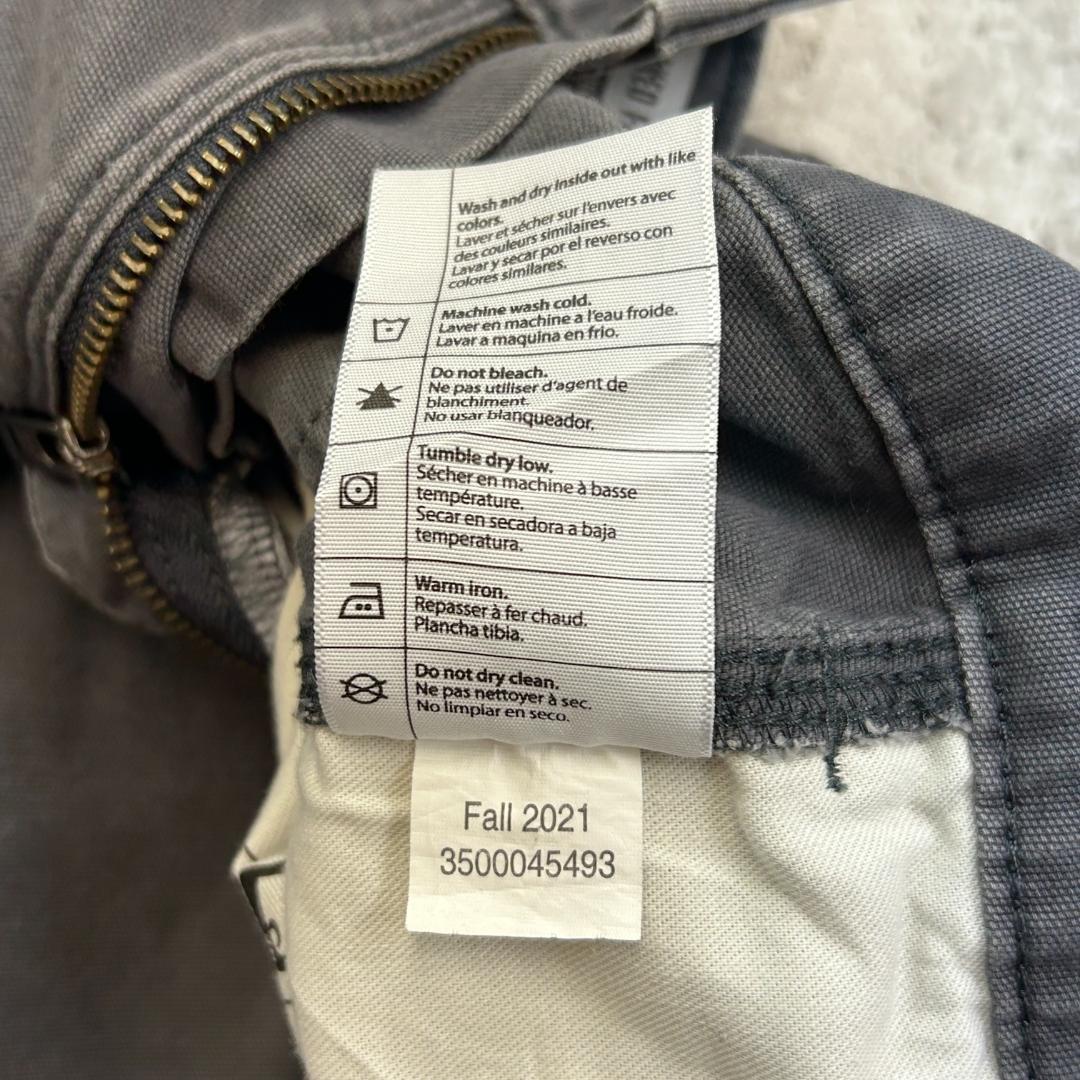 Wash and dry inside out with like
colors.
Laver et sécher sur l'envers avec
des couleurs similaires.
Lavar y secar por el reverso con
colores similares.
Machine wash cold.
Laver en machine a l'eau froide.
Lavar a maquina en frio.
Do not bleach.
Ne pas utiliser d'agent de
blanchiment.
No usar blanqueador.
Tumble dry low.
Sécher en machine à basse
température.
Secar en secadora a baja
temperatura.
Warm iron.
Repasser à fer chaud.
Plancha tibia.
Do not dry clean.
Ne pas nettoyer à sec.
No limpiar en seco.
Fall 2021
3500045493